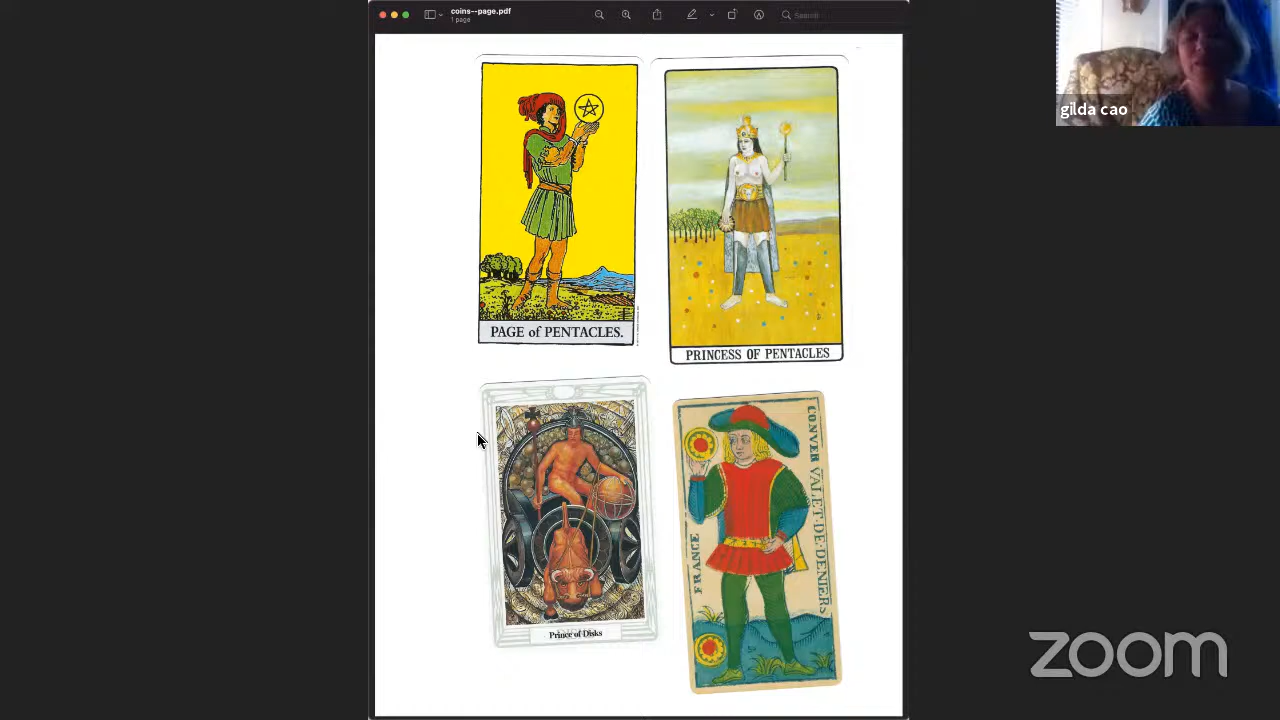 coins--page.pdf
1 page
Search
gilda cao
PAGE of PENTACLES.
PRINCESS OF PENTACLES
Prince of Disks
CONVER VALET·DE·DENIERS
FRANCE
zoom